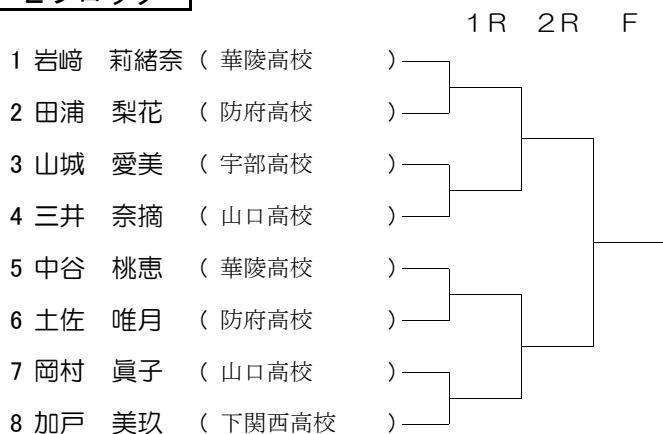 1R 2R F
1 岩﨑 莉緒奈 ( 華陵高校 )
2 田浦 梨花 ( 防府高校 )
3 山城 愛美 ( 宇部高校 )
4 三井 奈摘 ( 山口高校 )
5 中谷 桃恵 ( 華陵高校 )
6 土佐 唯月 ( 防府高校 )
7 岡村 眞子 ( 山口高校 )
8 加戸 美玖 ( 下関西高校 )